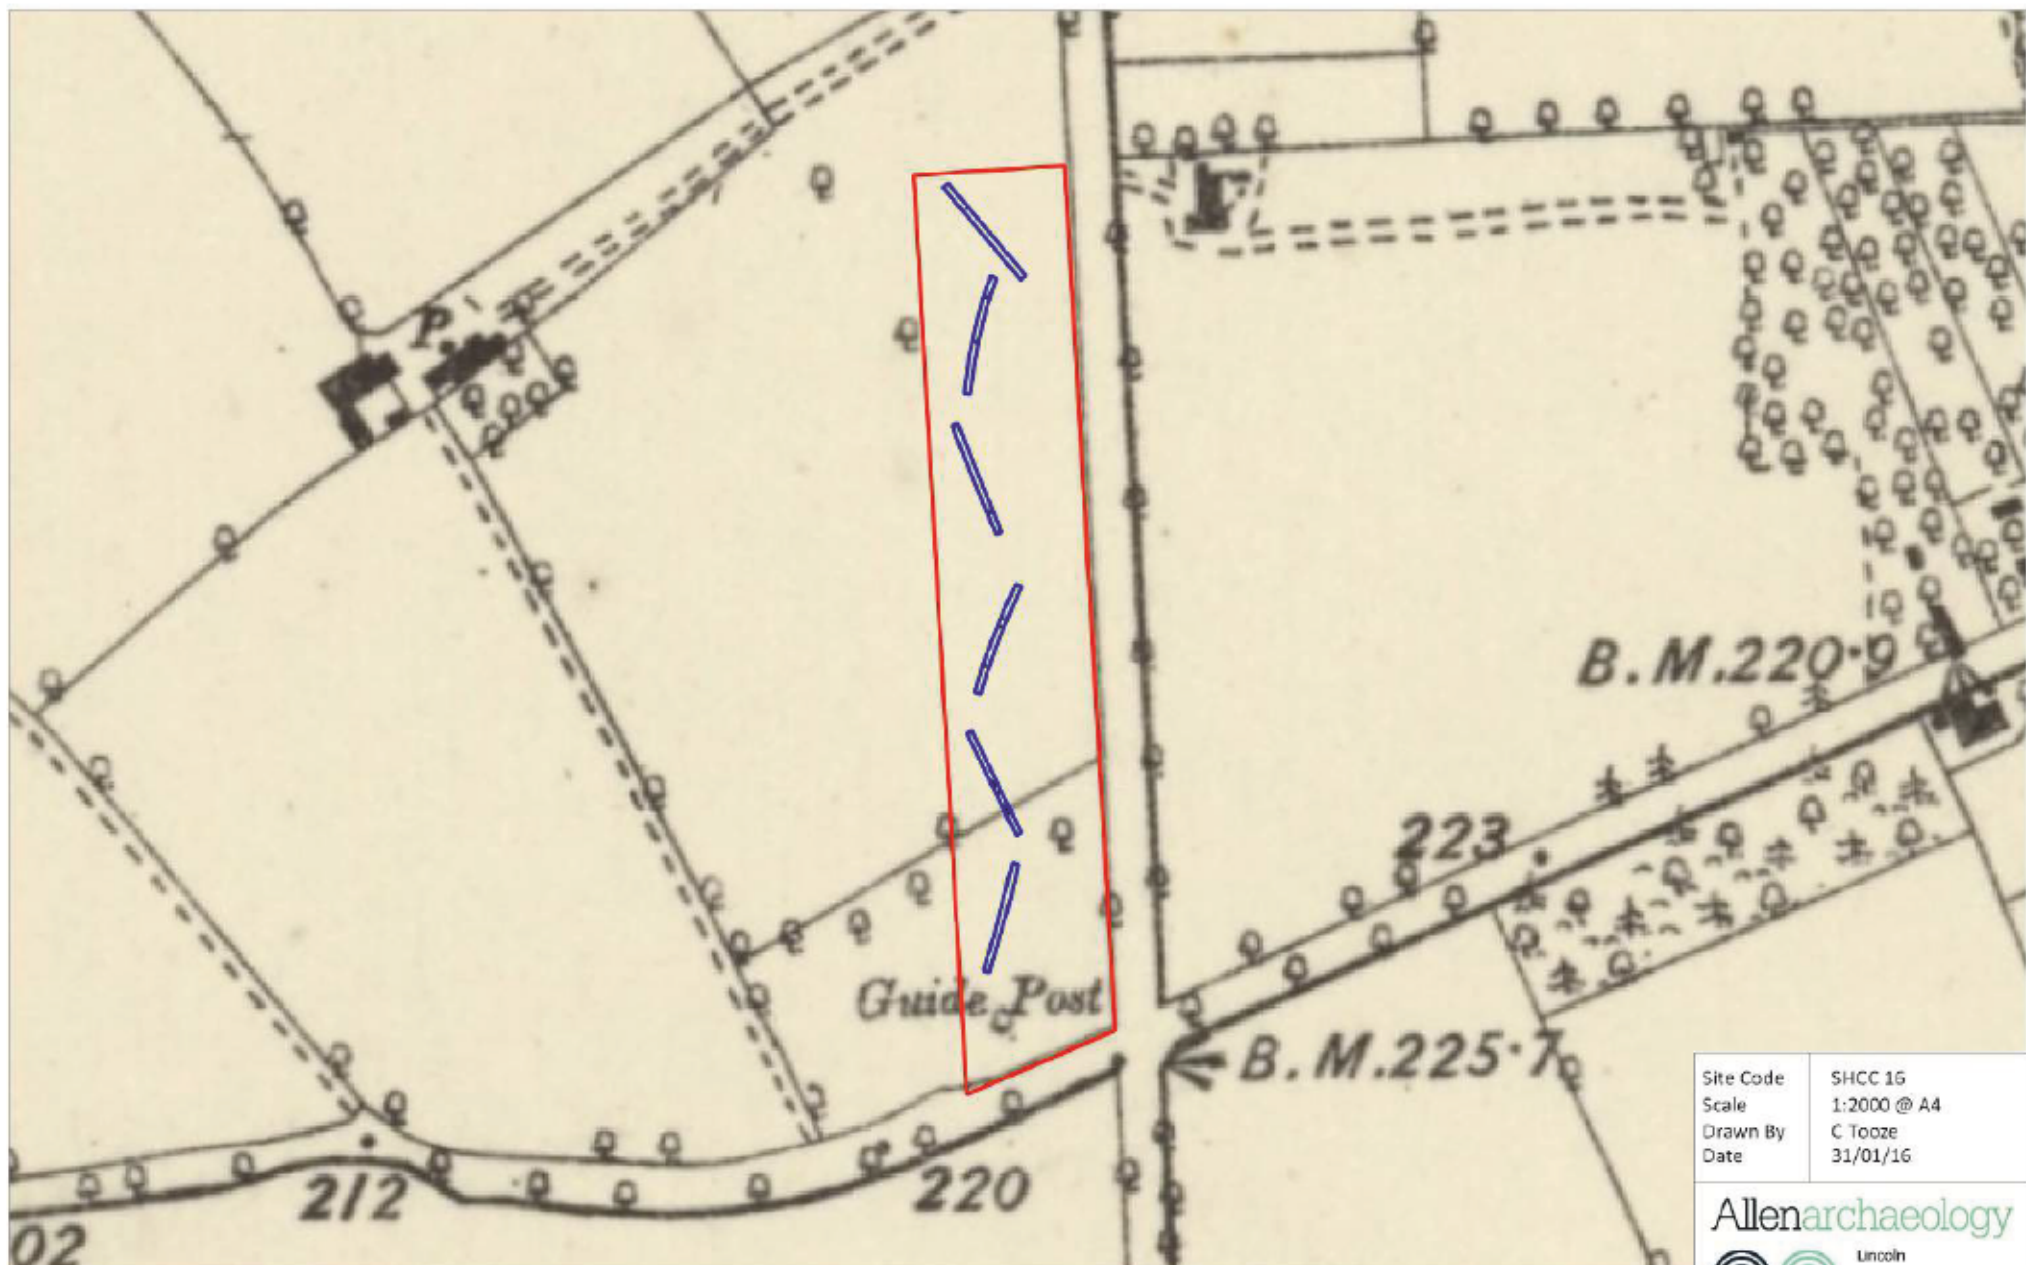 P.
B.M.220·9
223
Guide Post
B.M.225·7
212
220
02
Site Code SHCC 16
Scale 1:2000 @ A4
Drawn By C Tooze
Date 31/01/16
Allenarchaeology
Lincoln